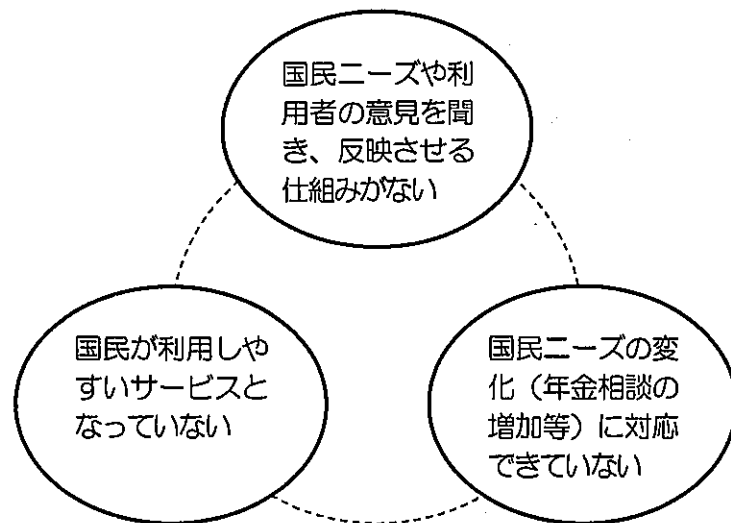 国民ニーズや利
用者の意見を聞
き、反映させる
仕組みがない
国民が利用しや
すいサービスと
なっていない
国民ニーズの変
化（年金相談の
増加等）に対応
できていない